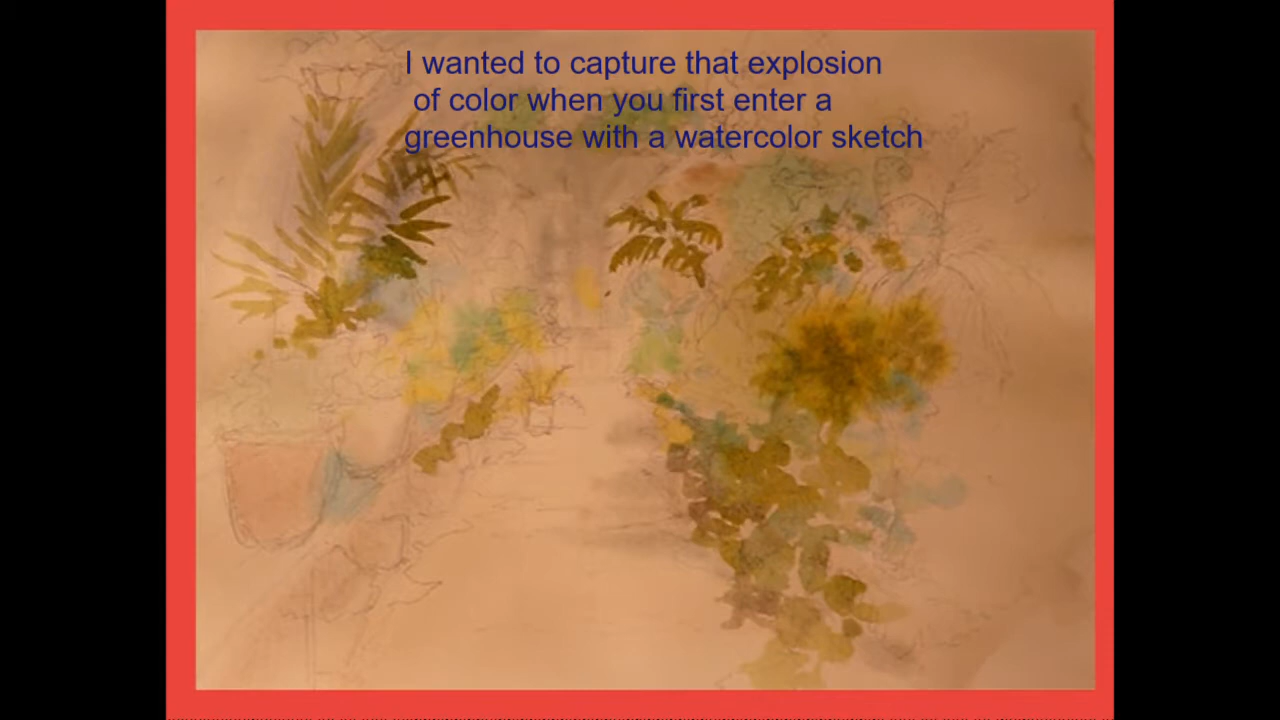 I wanted to capture that explosion
of color when you first enter a
greenhouse with a watercolor sketch